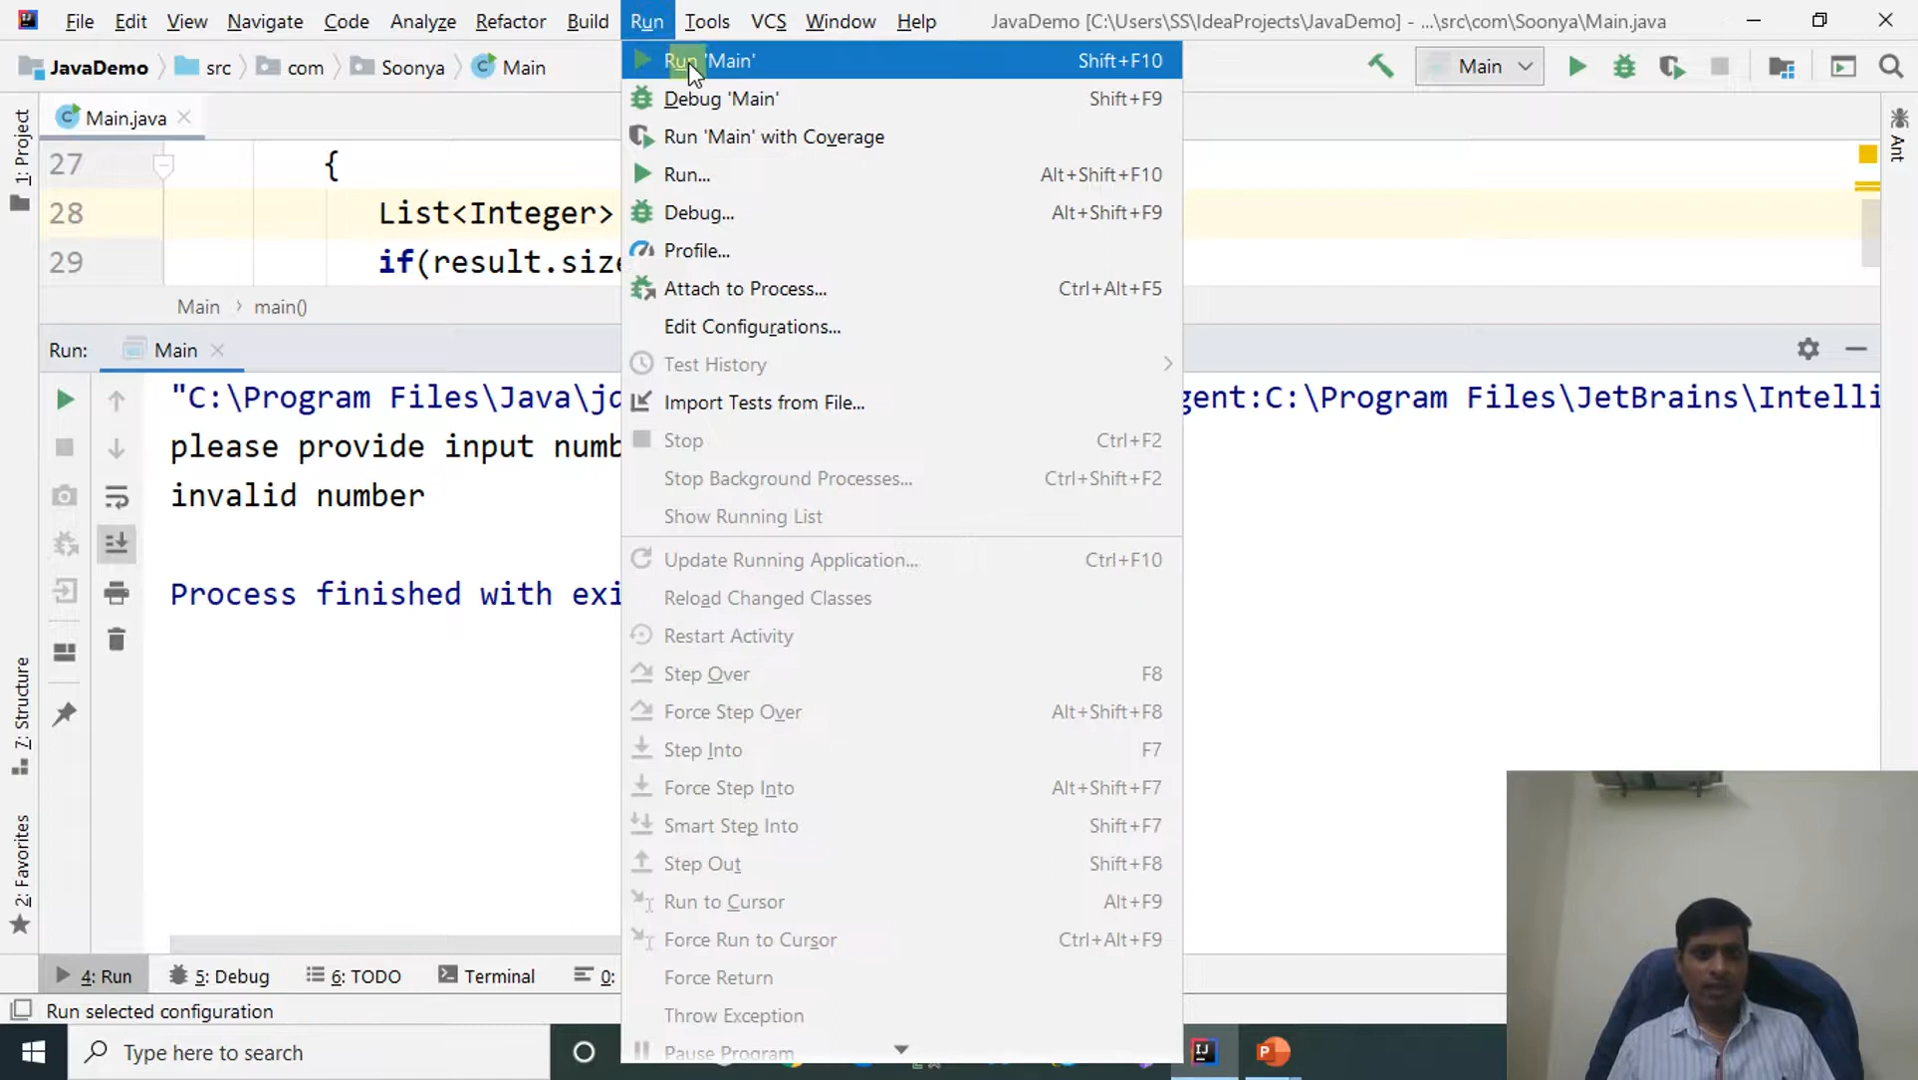 File Edit View Navigate Code Analyze Refactor Build Run Tools VCS Window Help JavaDemo [C:\Users\SS\IdeaProjects\JavaDemo] - ...\src\com\Soonya\Main.java
JavaDemo src com Soonya Main
Main
Main.java
27 {
28 List<Integer>
29 if(result.size
Main main()
Run: Main
"C:\Program Files\Java\jd
gent:C:\Program Files\JetBrains\Intelli
please provide input numb
invalid number
Process finished with exi
Run 'Main' Shift+F10
Debug 'Main' Shift+F9
Run 'Main' with Coverage
Run... Alt+Shift+F10
Debug... Alt+Shift+F9
Profile...
Attach to Process... Ctrl+Alt+F5
Edit Configurations...
Test History
Import Tests from File...
Stop Ctrl+F2
Stop Background Processes... Ctrl+Shift+F2
Show Running List
Update Running Application... Ctrl+F10
Reload Changed Classes
Restart Activity
Step Over F8
Force Step Over Alt+Shift+F8
Step Into F7
Force Step Into Alt+Shift+F7
Smart Step Into Shift+F7
Step Out Shift+F8
Run to Cursor Alt+F9
Force Run to Cursor Ctrl+Alt+F9
Force Return
Throw Exception
Pause Program
1: Project
7: Structure
2: Favorites
Ant
4: Run 5: Debug 6: TODO Terminal 0:
Run selected configuration
Type here to search